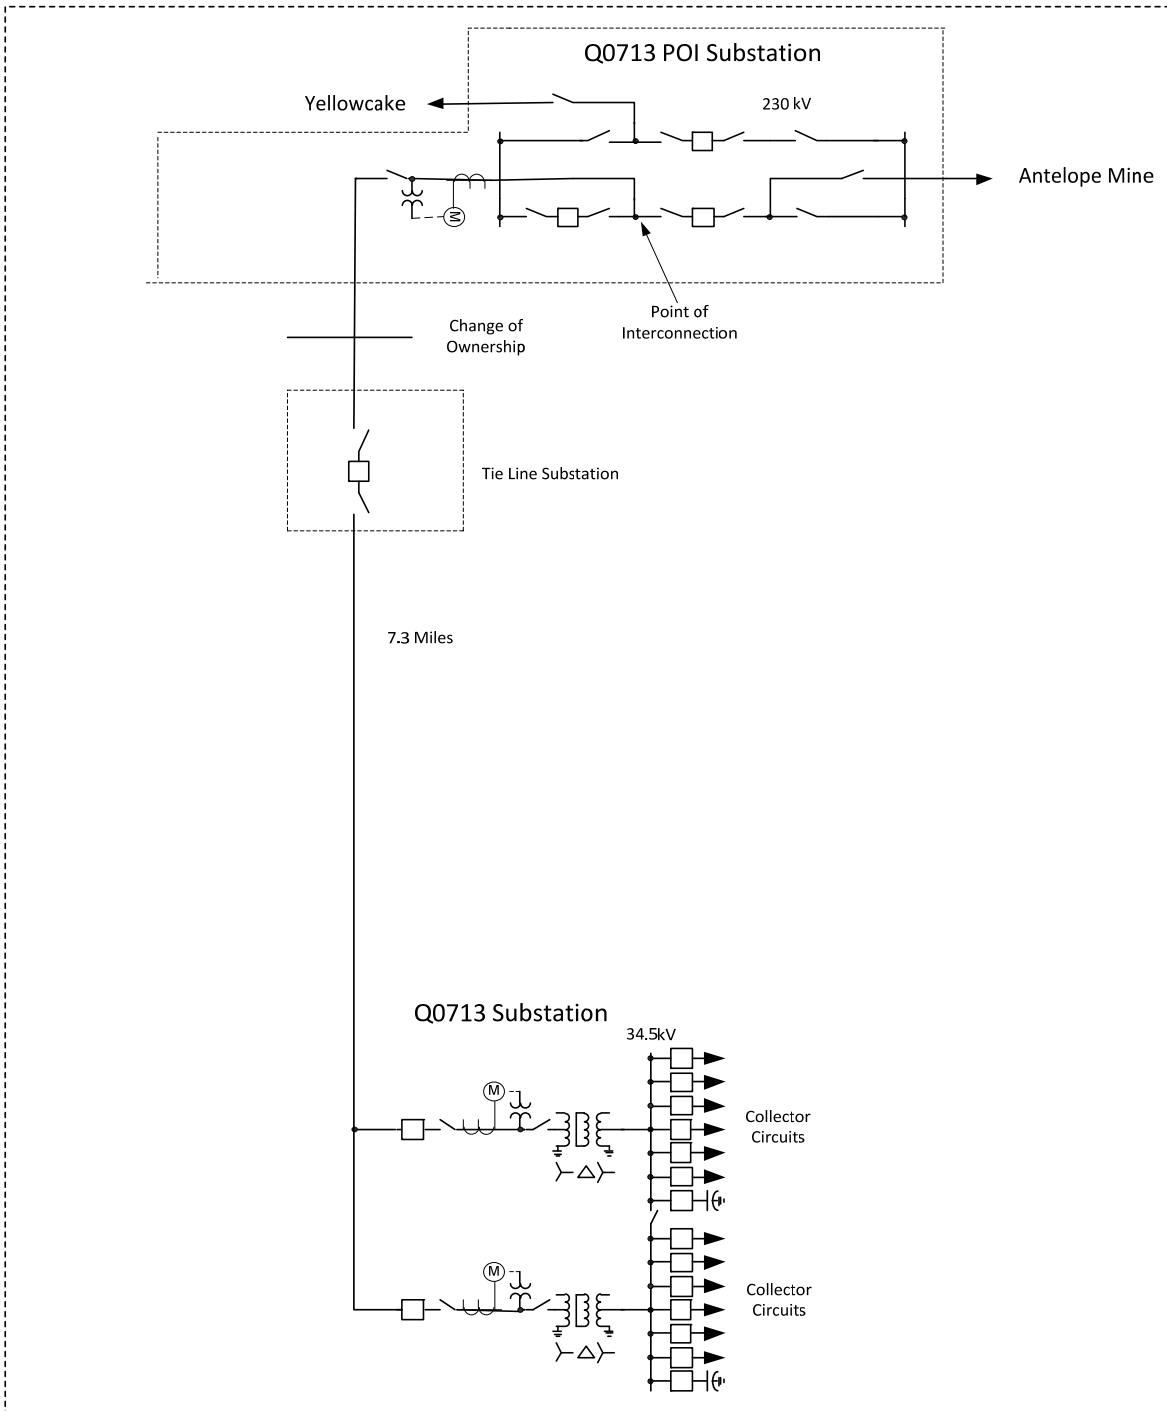 Q0713 POI Substation
Yellowcake
230 kV
Antelope Mine
M
Point of
Interconnection
Change of
Ownership
Tie Line Substation
7.3 Miles
Q0713 Substation
34.5kV
M
Collector
Circuits
M
Collector
Circuits